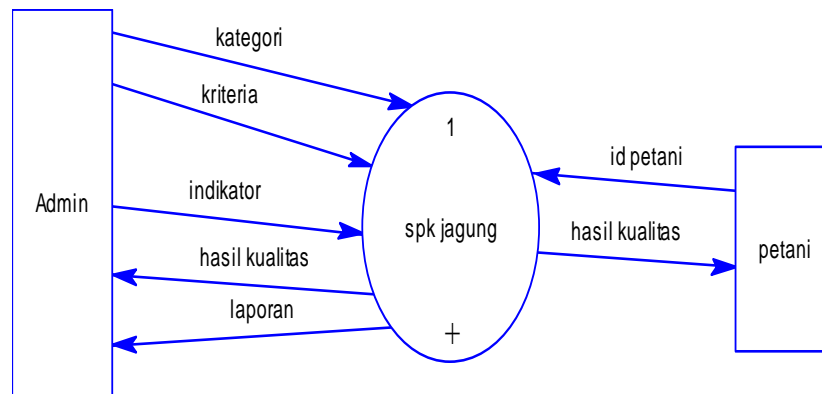 kategori
kriteria
1
id petani
Admin
indikator
spk jagung
hasil kualitas
petani
hasil kualitas
laporan
+